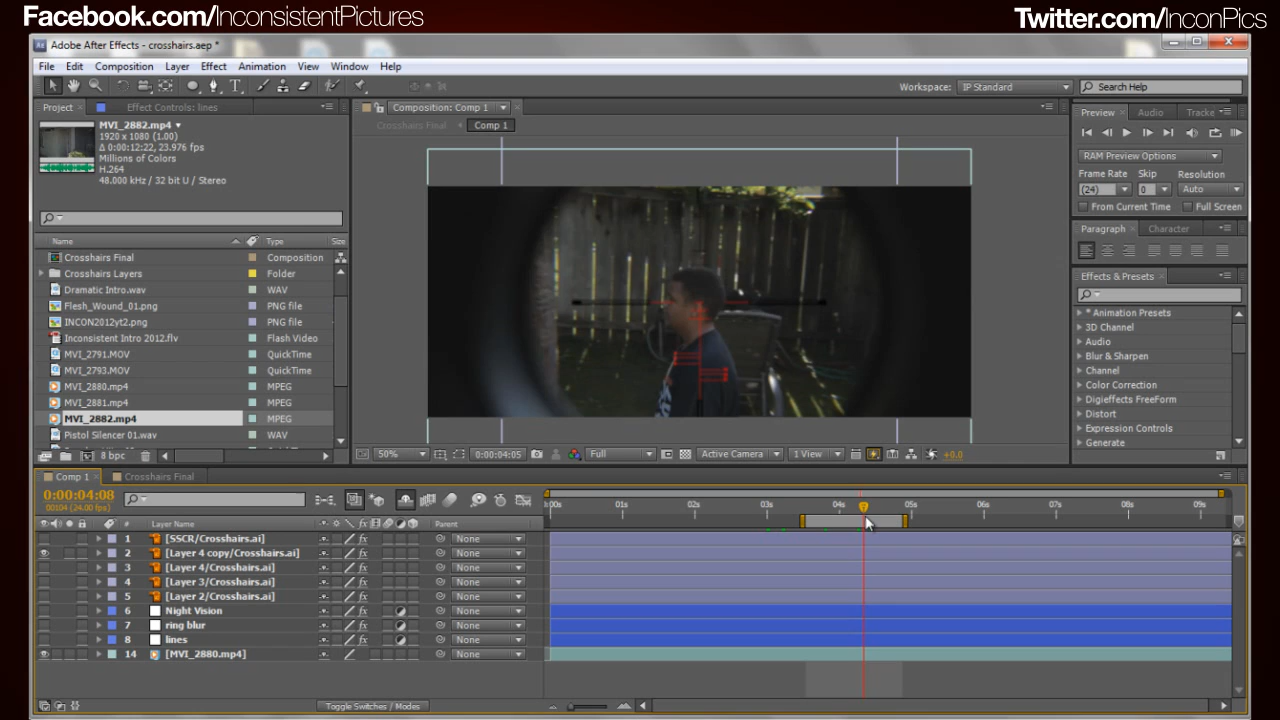 Facebook.com/InconsistentPictures
Twitter.com/InconPics
Adobe After Effects - crosshairs.aep *
File Edit Composition Layer Effect Animation View Window Help
Workspace: IP Standard Search Help
Project Effect Controls: lines
Composition: Comp 1
Crosshairs Final Comp 1
MVI_2882.mp4
1920 x 1080 (1.00)
Δ 0:00:12:22, 23.976 fps
Millions of Colors
H.264
48.000 kHz / 32 bit U / Stereo
Name Type Size
Crosshairs Final Composition
Crosshairs Layers Folder
Dramatic Intro.wav WAV
Flesh_Wound_01.png PNG file
INCON2012yt2.png PNG file
Inconsistent Intro 2012.flv Flash Video
MVI_2791.MOV QuickTime
MVI_2793.MOV QuickTime
MVI_2880.mp4 MPEG
MVI_2881.mp4 MPEG
MVI_2882.mp4 MPEG
Pistol Silencer 01.wav WAV
8 bpc
50% 0:00:04:05 Full Active Camera 1 View +0.0
Preview Audio Tracke
RAM Preview Options
Frame Rate Skip Resolution
(24) 0 Auto
From Current Time Full Screen
Paragraph Character
Effects & Presets
* Animation Presets
3D Channel
Audio
Blur & Sharpen
Channel
Color Correction
Digieffects FreeForm
Distort
Expression Controls
Generate
Comp 1 Crosshairs Final
0:00:04:08
00104 (24.00 fps)
:00s 01s 02s 03s 04s 05s 06s 07s 08s 09s
# Layer Name Parent
1 [SSCR/Crosshairs.ai] None
2 [Layer 4 copy/Crosshairs.ai] None
3 [Layer 4/Crosshairs.ai] None
4 [Layer 3/Crosshairs.ai] None
5 [Layer 2/Crosshairs.ai] None
6 Night Vision None
7 ring blur None
8 lines None
14 [MVI_2880.mp4] None
Toggle Switches / Modes